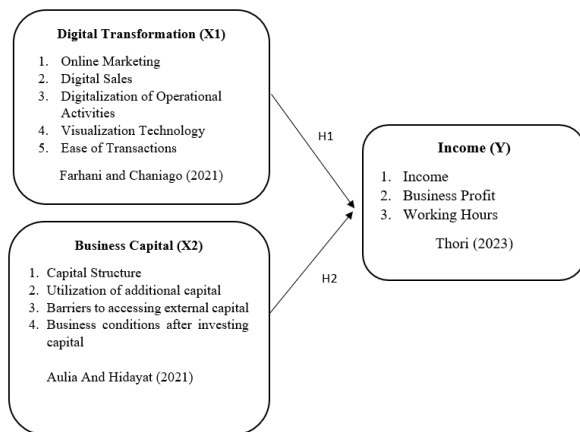 Digital Transformation (X1)
1. Online Marketing
2. Digital Sales
3. Digitalization of Operational
Activities
4. Visualization Technology
5. Ease of Transactions
Farhani and Chaniago (2021)
H1
Income (Y)
1. Income
2. Business Profit
3. Working Hours
Thori (2023)
Business Capital (X2)
1. Capital Structure
2. Utilization of additional capital
3. Barriers to accessing external capital
4. Business conditions after investing
capital
Aulia And Hidayat (2021)
H2